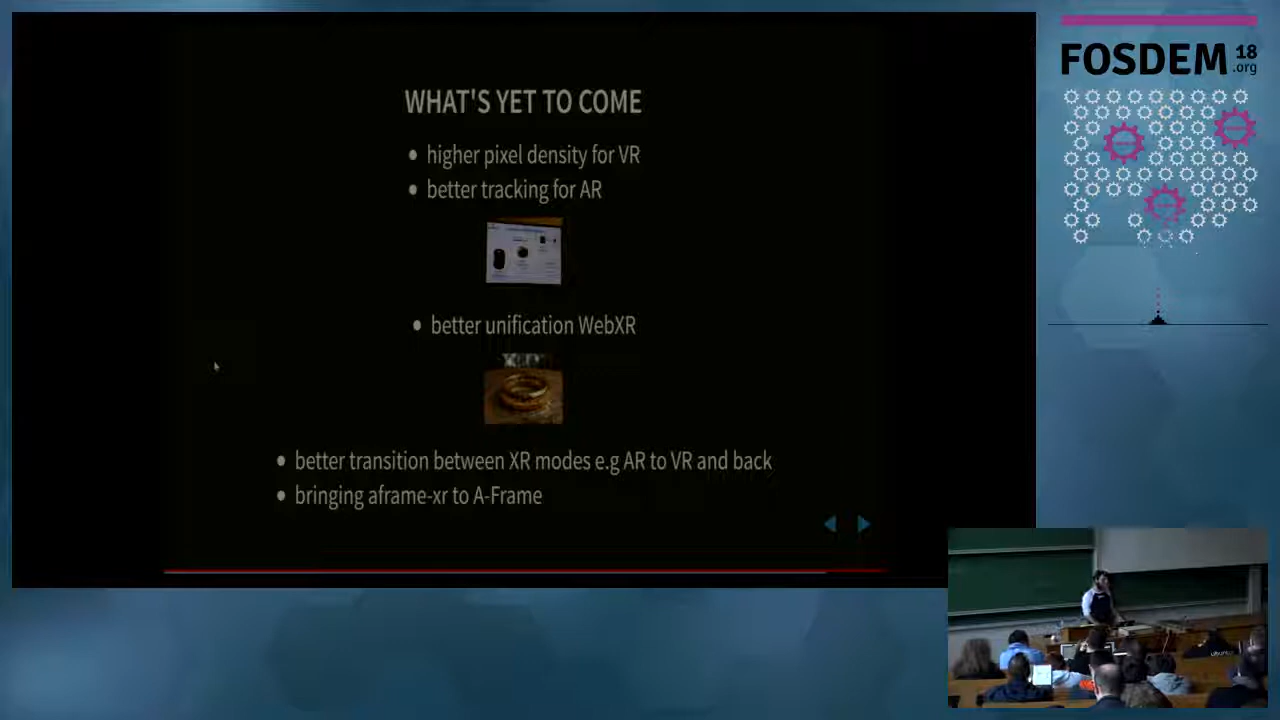 WHAT'S YET TO COME
higher pixel density for VR
better tracking for AR
better unification WebXR
better transition between XR modes e.g AR to VR and back
bringing aframe-xr to A-Frame
FOSDEM 18
.org
ubuntu